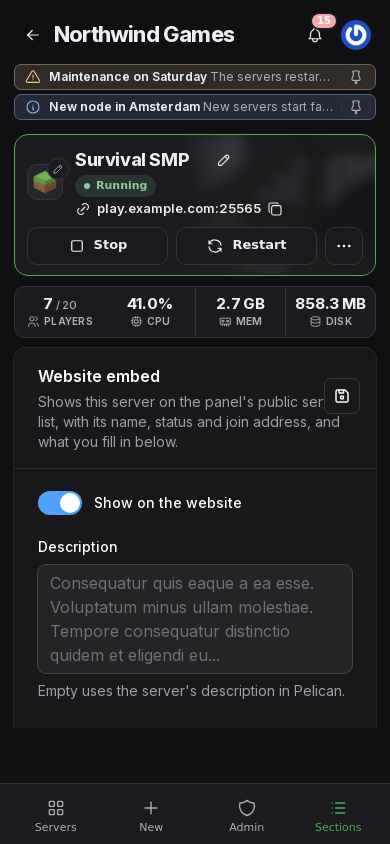 Northwind Games
15
Maintenance on Saturday The servers restar...
New node in Amsterdam New servers start fa...
Survival SMP
Running
play.example.com:25565
Stop
Restart
7 / 20
PLAYERS
41.0%
CPU
2.7 GB
MEM
858.3 MB
DISK
Website embed
Shows this server on the panel's public ser
list, with its name, status and join address, and
what you fill in below.
Show on the website
Description
Consequatur quis eaque a ea esse.
Voluptatum minus ullam molestiae.
Tempore consequatur distinctio
quidem et eligendi eu...
Empty uses the server's description in Pelican.
Servers
New
Admin
Sections